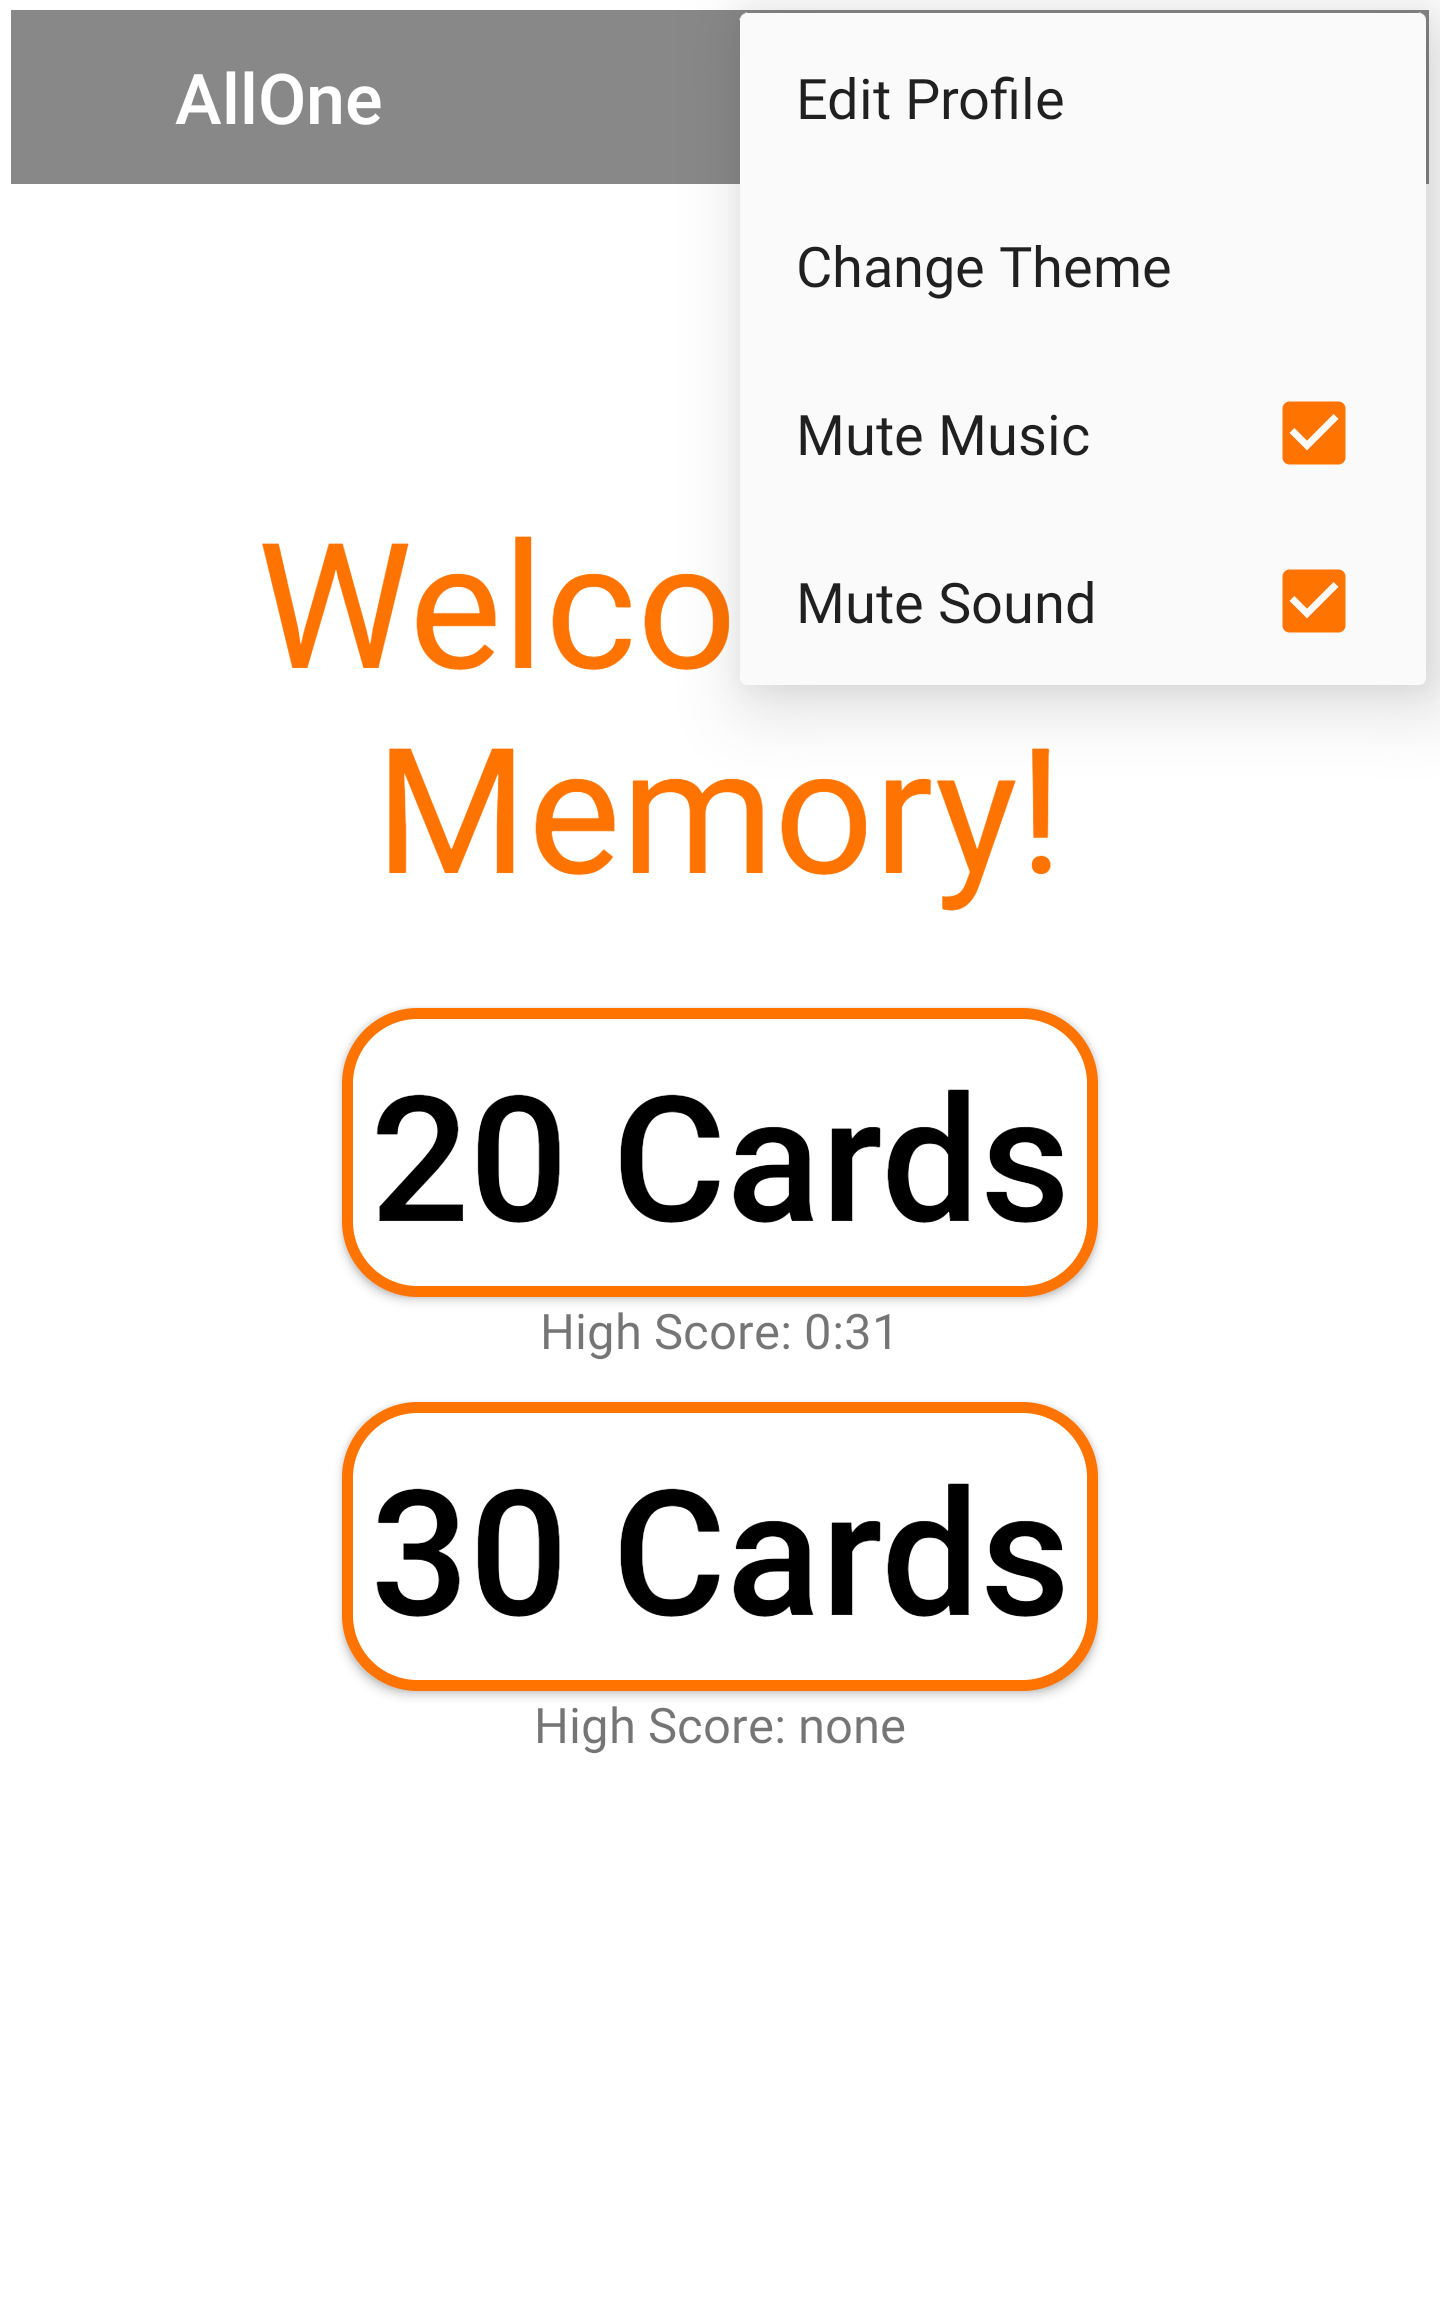 AllOne
Edit Profile
Change Theme
Mute Music
Mute Sound
Welco
Memory!
20 Cards
High Score: 0:31
30 Cards
High Score: none